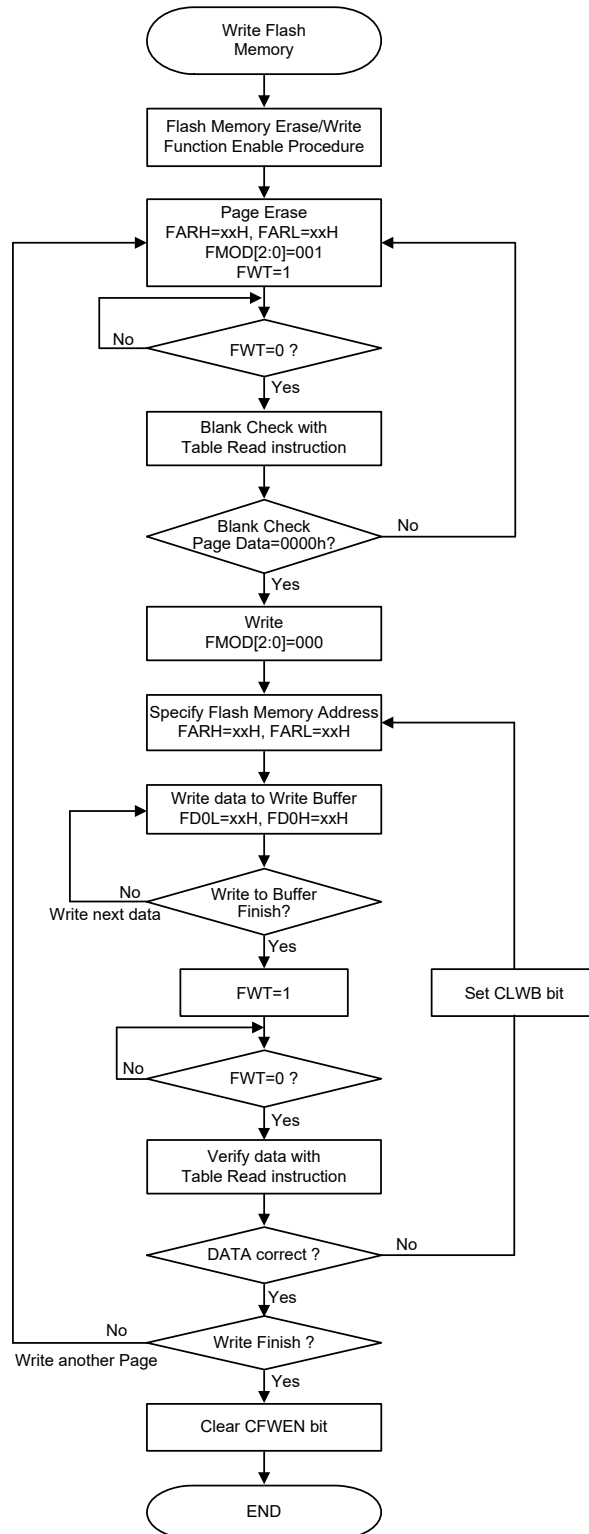 Write Flash
Memory
Flash Memory Erase/Write
Function Enable Procedure
Page Erase
FARH=xxH, FARL=xxH
FMOD[2:0]=001
FWT=1
No
FWT=0 ?
Yes
Blank Check with
Table Read instruction
Blank Check
Page Data=0000h?
No
Yes
Write
FMOD[2:0]=000
Specify Flash Memory Address
FARH=xxH, FARL=xxH
Write data to Write Buffer
FD0L=xxH, FD0H=xxH
No
Write next data
Write to Buffer
Finish?
Yes
FWT=1
Set CLWB bit
No
FWT=0 ?
Yes
Verify data with
Table Read instruction
DATA correct ?
No
Yes
No
Write another Page
Write Finish ?
Yes
Clear CFWEN bit
END